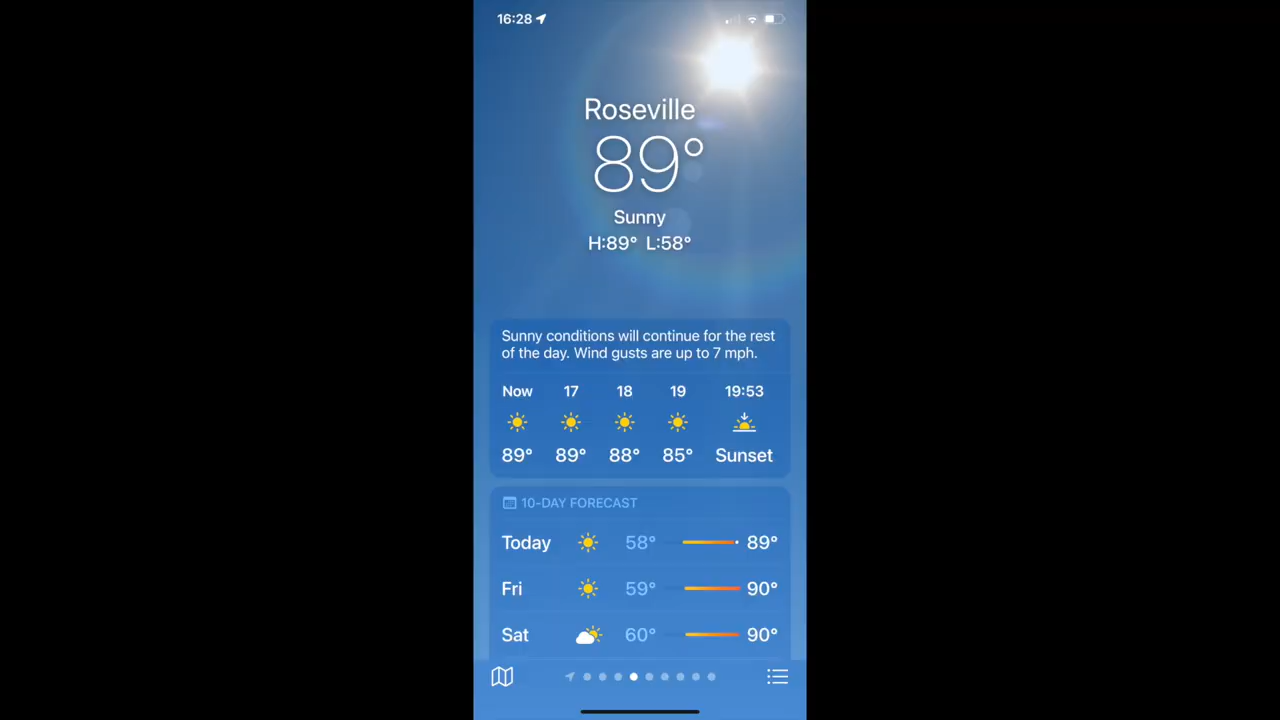 16:28
Roseville
89°
Sunny
H:89° L:58°
Sunny conditions will continue for the rest
of the day. Wind gusts are up to 7 mph.
Now 17 18 19 19:53
89° 89° 88° 85° Sunset
10-DAY FORECAST
Today 58° 89°
Fri 59° 90°
Sat 60° 90°